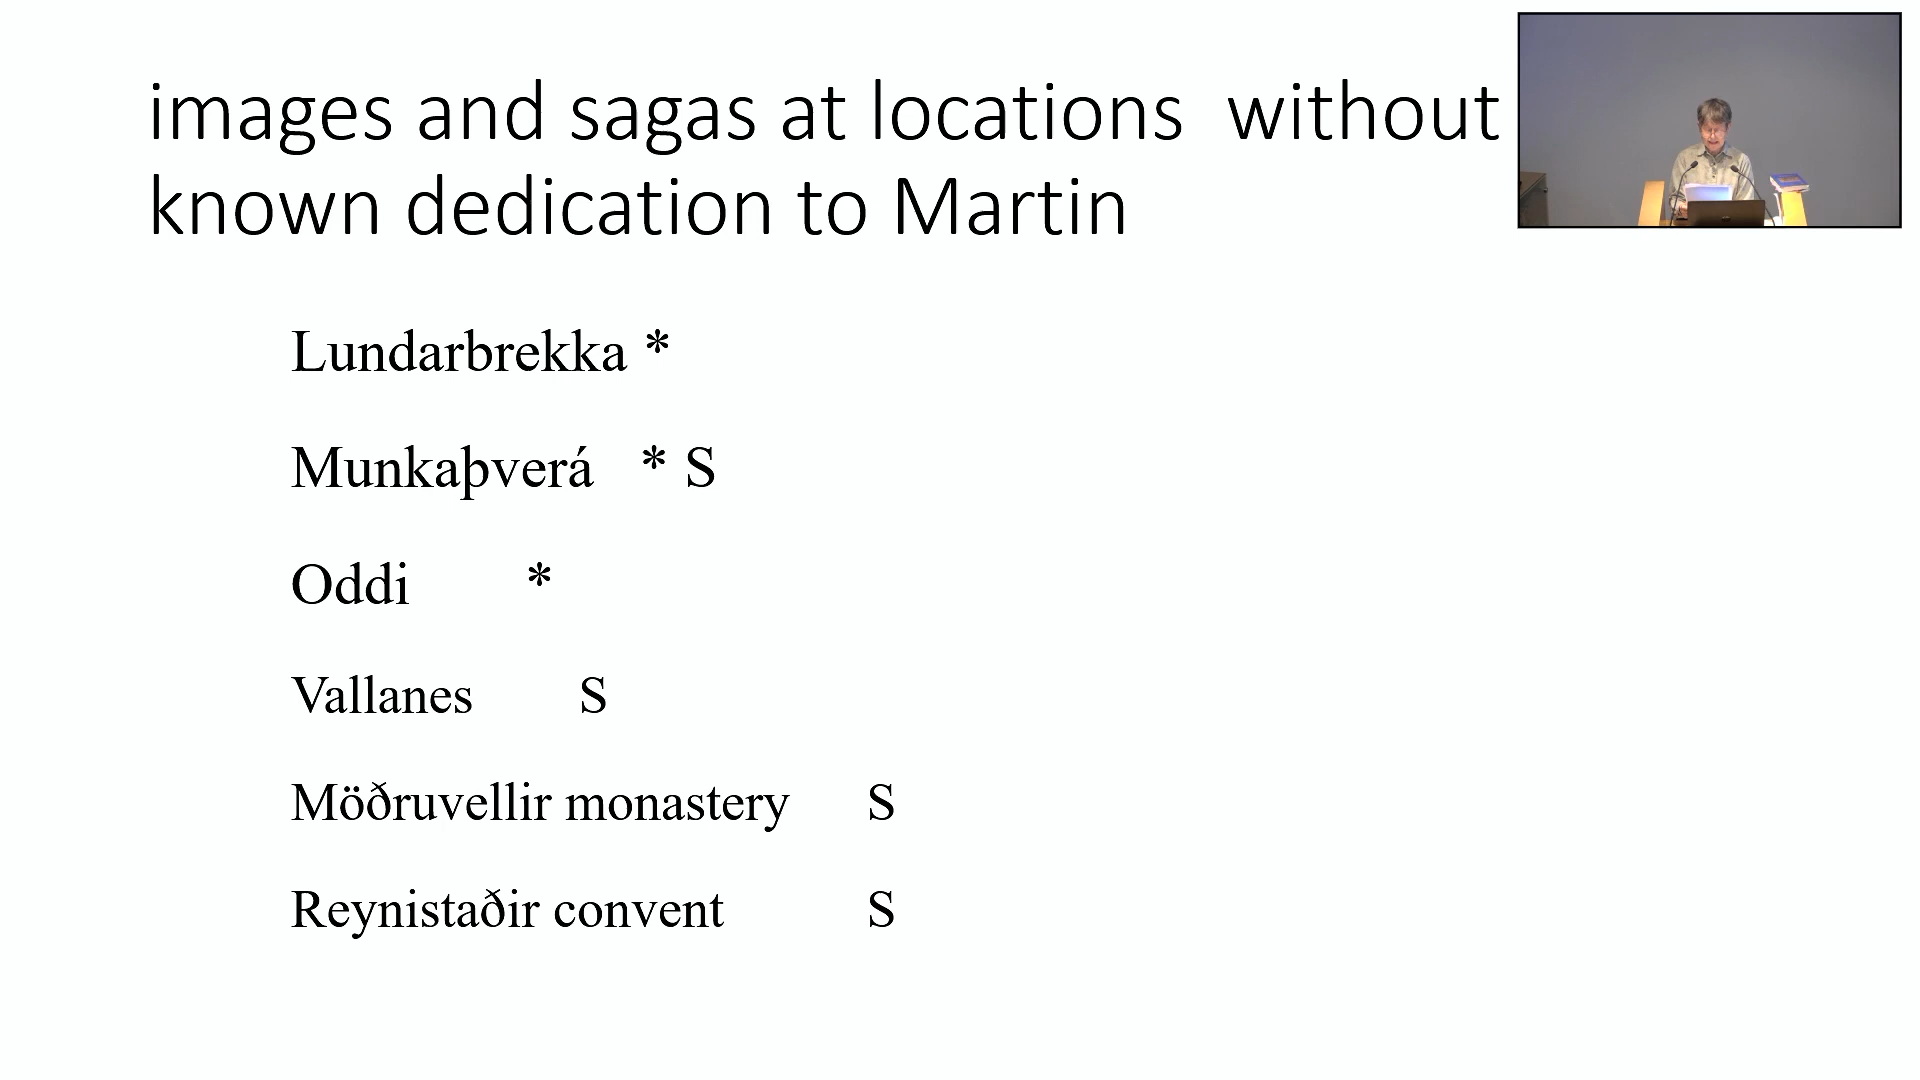 images and sagas at locations without
known dedication to Martin
Lundarbrekka *
Munkaþverá * S
Oddi *
Vallanes S
Möðruvellir monastery S
Reynistaðir convent S